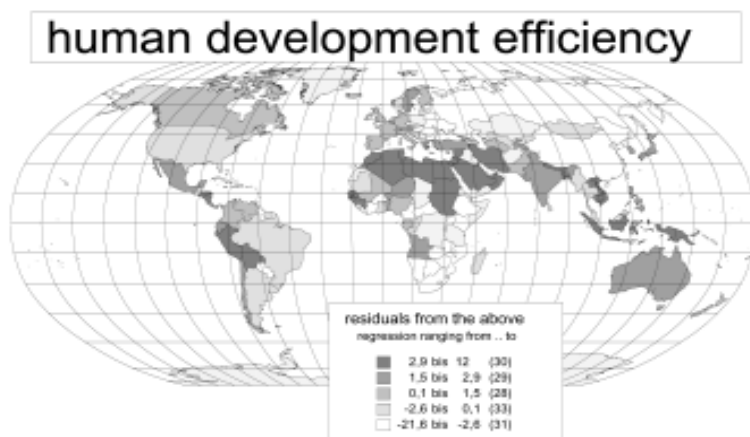 human development efficiency
residuals from the above
regression ranging from .. to
2,9 bis 12 (30)
1,5 bis 2,9 (29)
0,1 bis 1,5 (28)
-2,6 bis 0,1 (33)
-21,6 bis -2,6 (31)